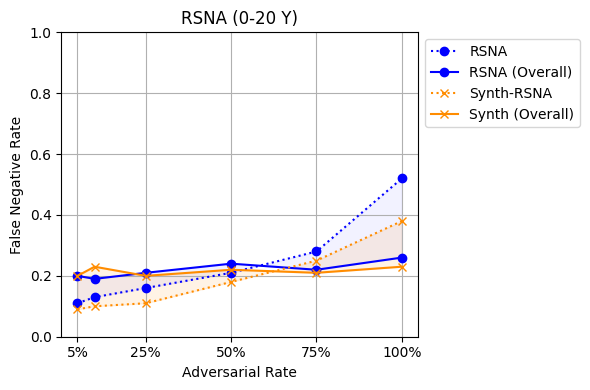 RSNA (0-20 Y)
1.0
0.8
0.6
0.4
0.2
0.0
False Negative Rate
5%
25%
50%
75%
100%
Adversarial Rate
RSNA
RSNA (Overall)
Synth-RSNA
Synth (Overall)